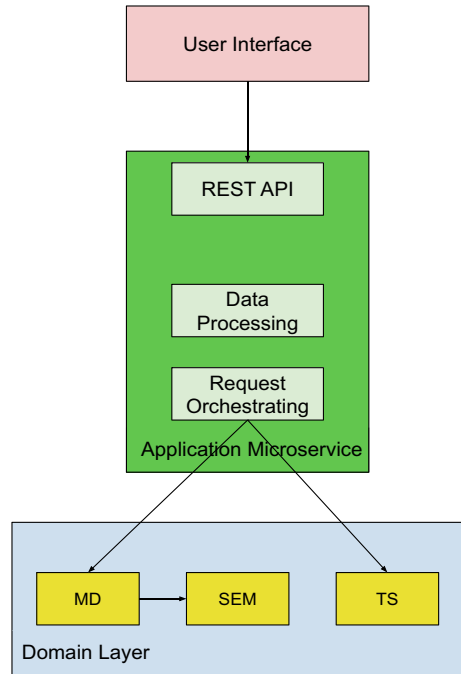 User Interface
REST API
Data
Processing
Request
Orchestrating
Application Microservice
MD
SEM
TS
Domain Layer